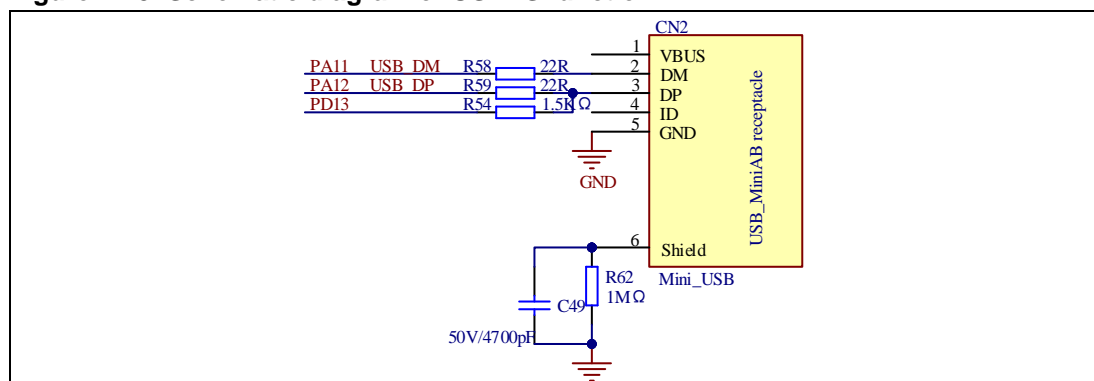 CN2
1 VBUS
PA11 USB_DM R58 22R 2 DM
PA12 USB_DP R59 22R 3 DP
PD13 R54 1.5KΩ 4 ID
5 GND
GND
USB_MiniAB receptacle
6 Shield
Mini_USB
R62
1MΩ
C49
50V/4700pF